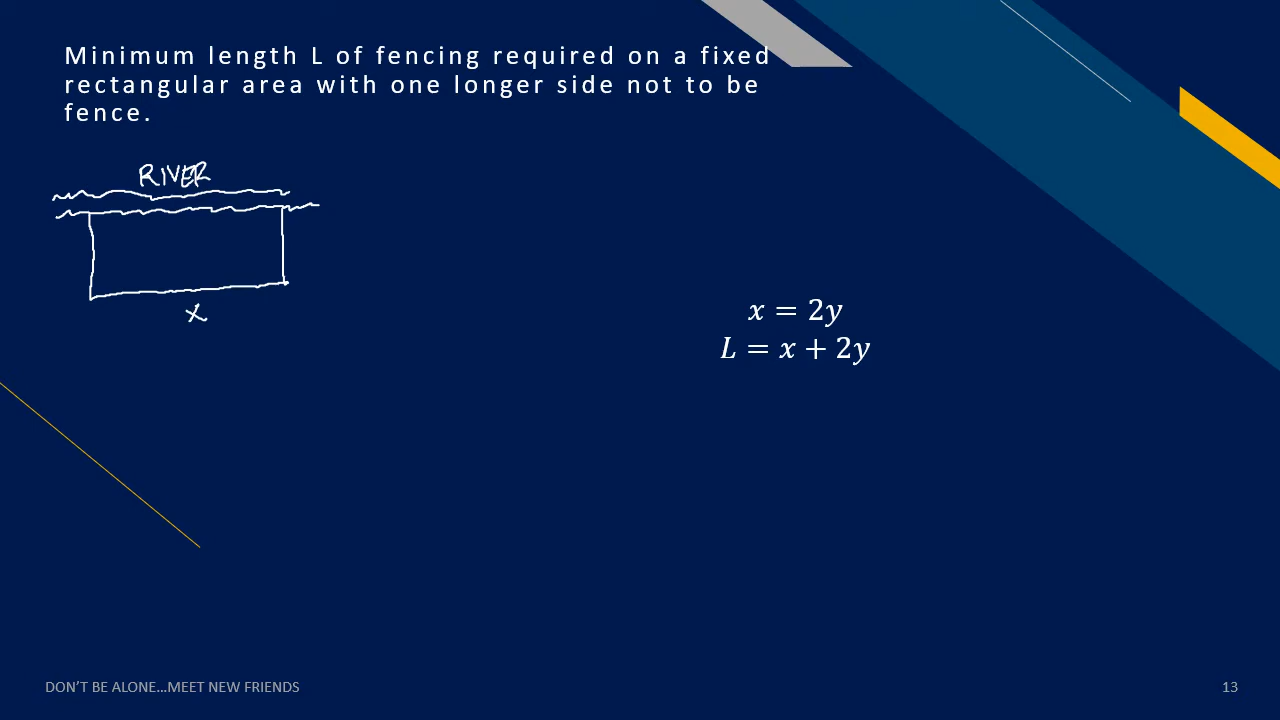 Minimum length L of fencing required on a fixed
rectangular area with one longer side not to be
fence.
RIVER
x
x = 2y
L = x + 2y
DON'T BE ALONE…MEET NEW FRIENDS
13